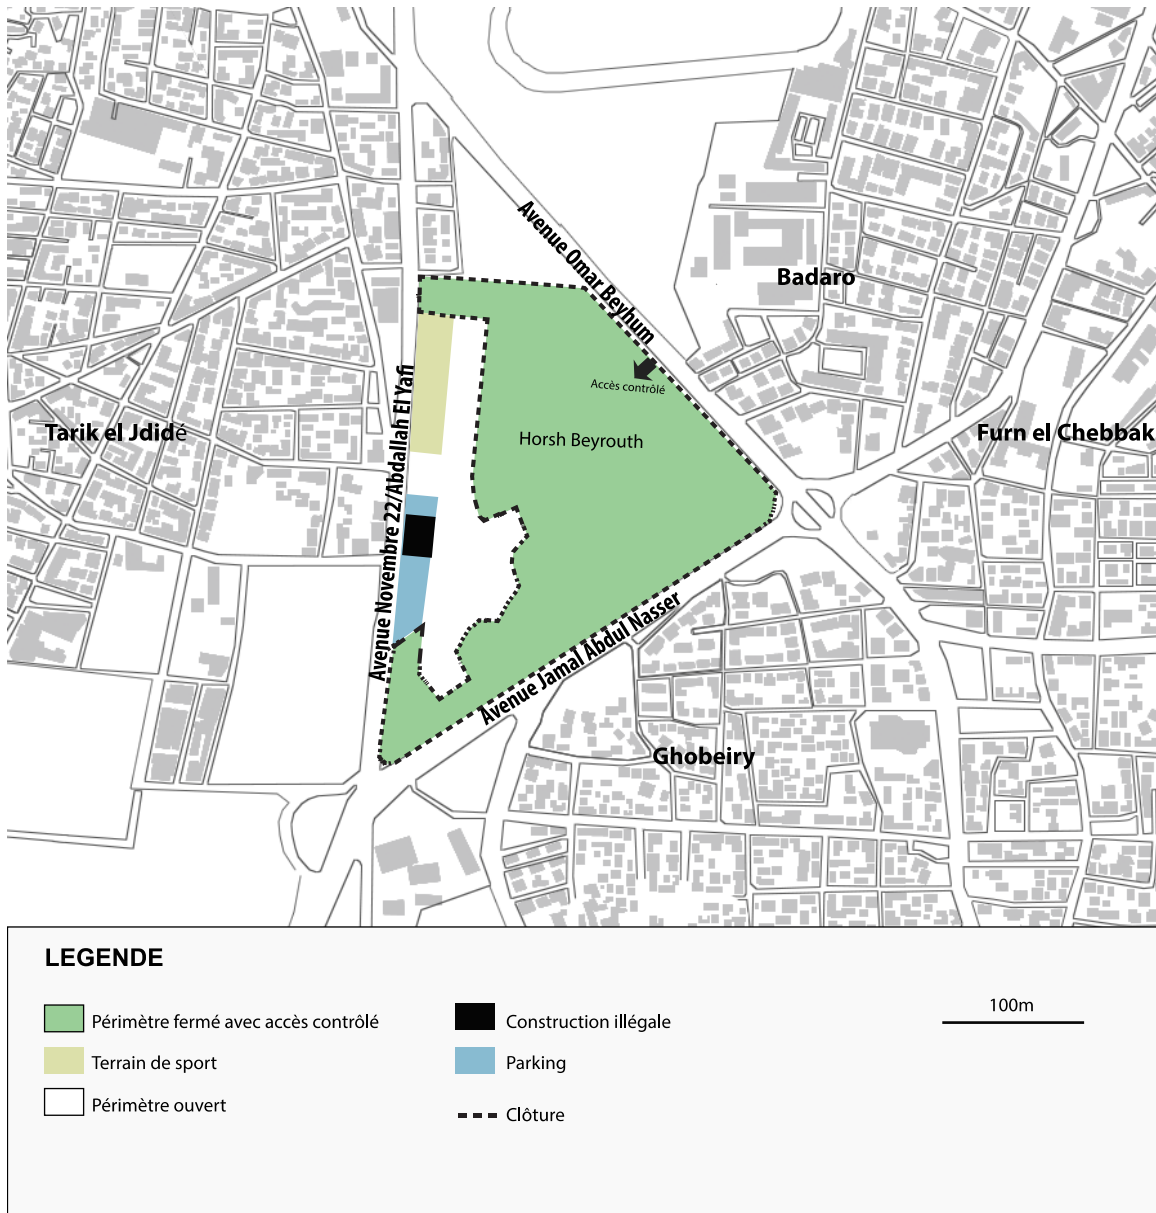 Avenue Omar Beyhum
Badaro
Accès contrôlé
Avenue Novembre 22/Abdallah El Yafi
Tarik el Jdidé
Horsh Beyrouth
Furn el Chebbak
Avenue Jamal Abdul Nasser
Ghobeiry
LEGENDE
Périmètre fermé avec accès contrôlé
Terrain de sport
Périmètre ouvert
Construction illégale
Parking
Clôture
100m